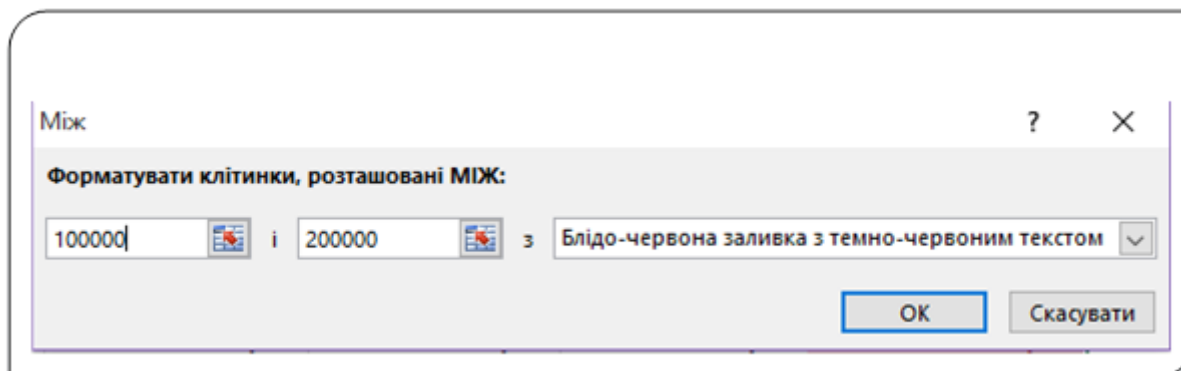 Між ?
Форматувати клітинки, розташовані МІЖ:
100000 і 200000 з Блідо-червона заливка з темно-червоним текстом
OK Скасувати